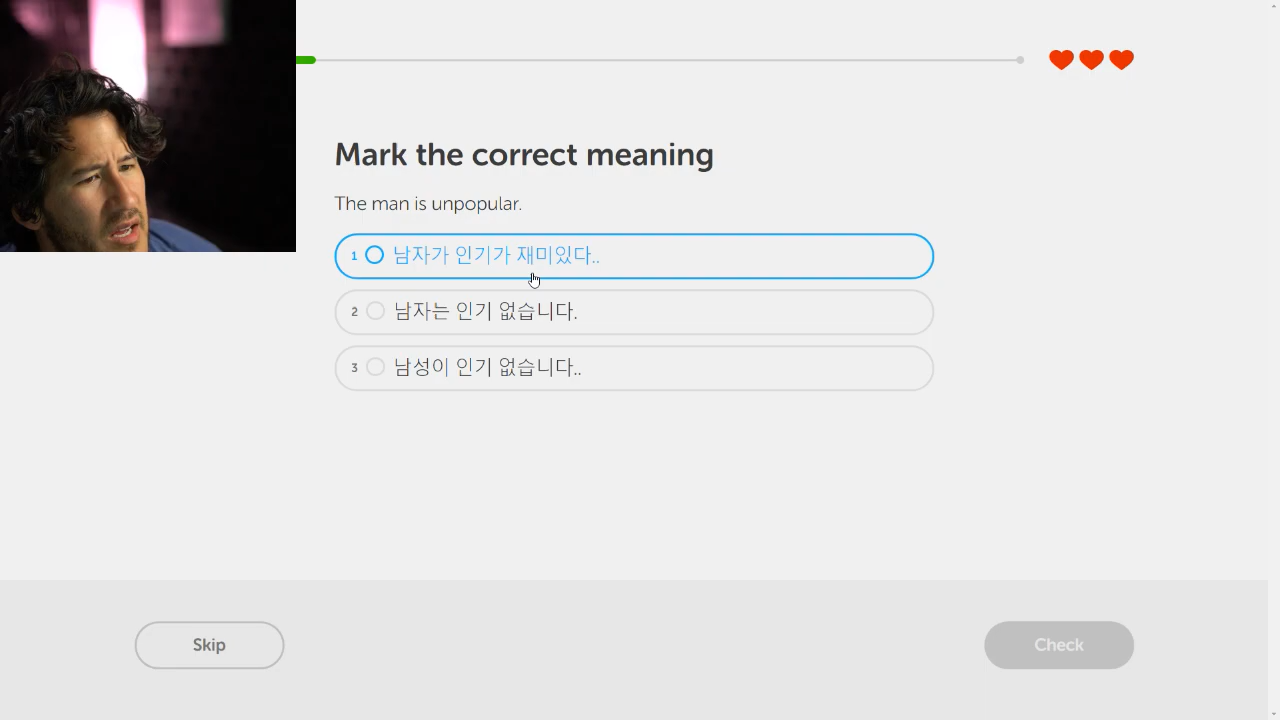 Mark the correct meaning
The man is unpopular.
1 남자가 인기가 재미있다..
2 남자는 인기 없습니다.
3 남성이 인기 없습니다..
Skip
Check